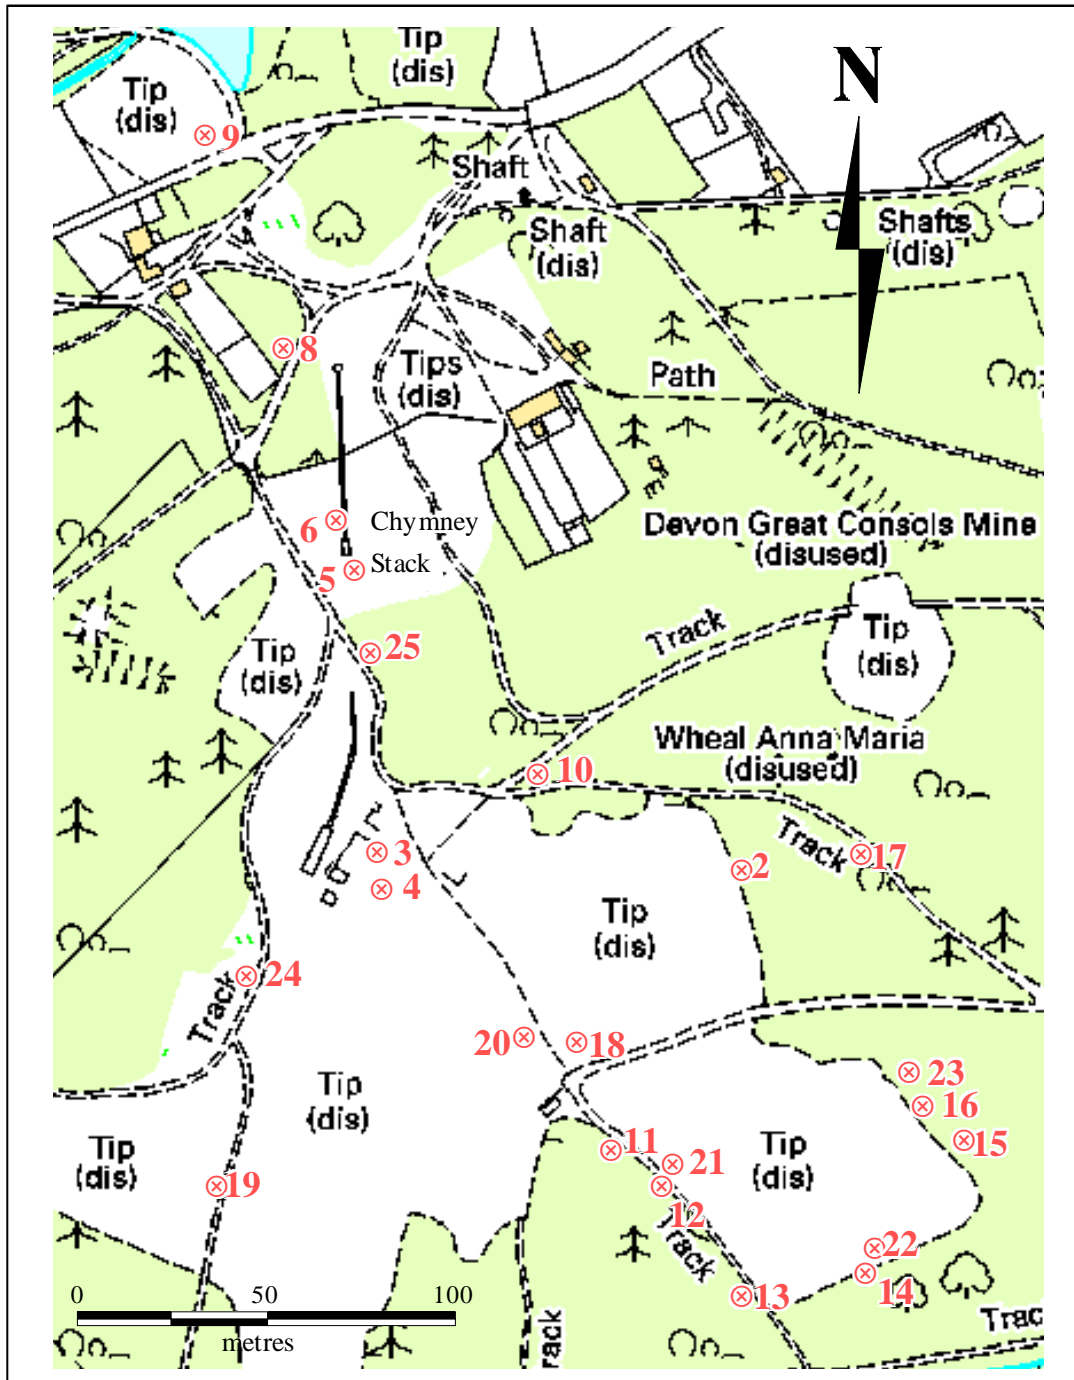 Tip
(dis)
N
Tip
(dis)
9
Shaft
Shaft
(dis)
Shafts
(dis)
8
Tips
(dis)
Path
6
Chymney
Stack
5
Devon Great Consols Mine
(disused)
Track
Tip
(dis)
25
Tip
(dis)
Wheal Anna Maria
(disused)
10
Track
17
3
2
4
Tip
(dis)
24
Track
20
18
23
Tip
(dis)
16
11
Tip
(dis)
15
Tip
(dis)
21
19
12
Track
22
14
13
0
50
100
metres
Trac
rack